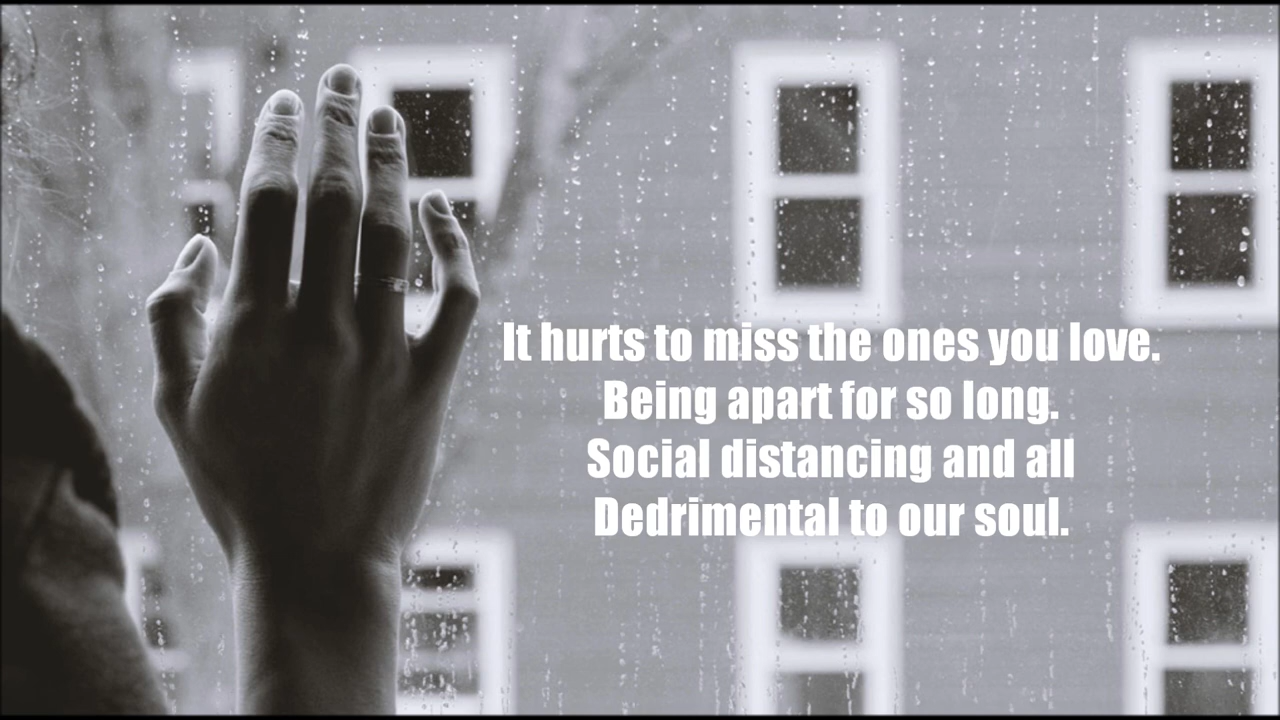 It hurts to miss the ones you love.
Being apart for so long.
Social distancing and all
Dedrimental to our soul.